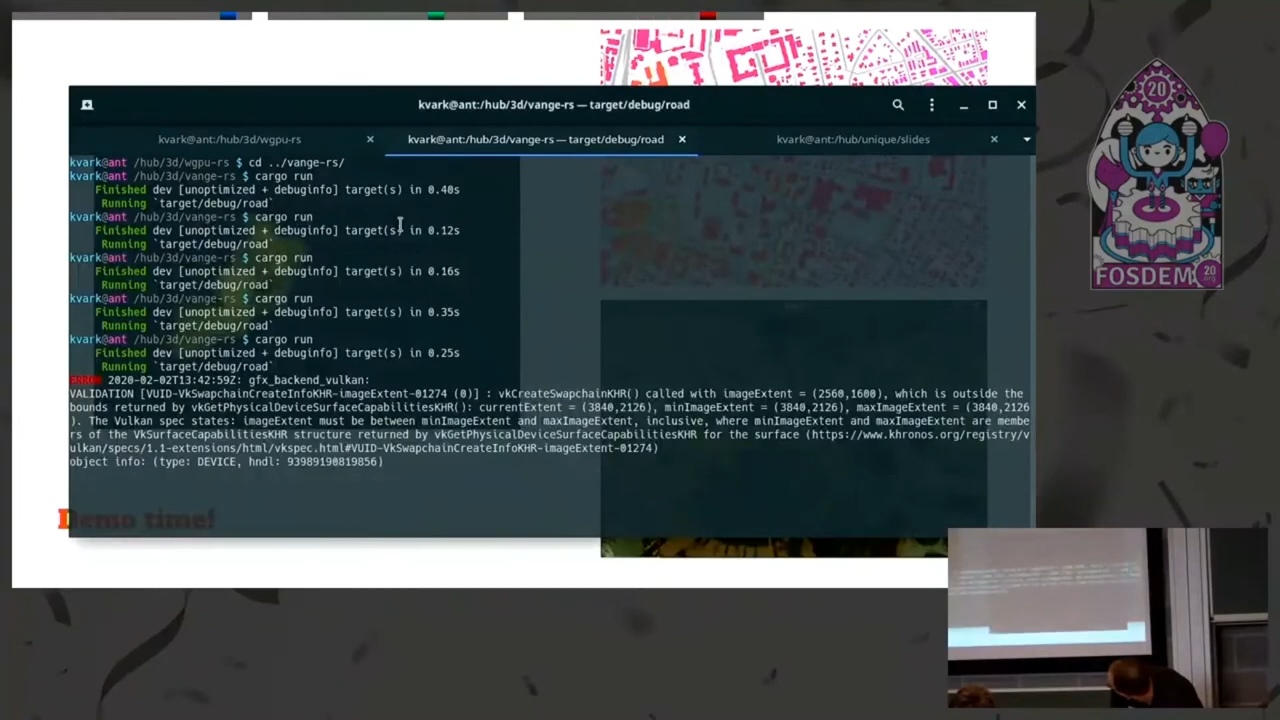 kvark@ant:/hub/3d/vange-rs — target/debug/road
kvark@ant:/hub/3d/wgpu-rs
kvark@ant:/hub/3d/vange-rs — target/debug/road
kvark@ant:/hub/unique/slides
kvark@ant /hub/3d/wgpu-rs $ cd ../vange-rs/
kvark@ant /hub/3d/vange-rs $ cargo run
Finished dev [unoptimized + debuginfo] target(s) in 0.40s
Running `target/debug/road`
kvark@ant /hub/3d/vange-rs $ cargo run
Finished dev [unoptimized + debuginfo] target(s) in 0.12s
Running `target/debug/road`
kvark@ant /hub/3d/vange-rs $ cargo run
Finished dev [unoptimized + debuginfo] target(s) in 0.16s
Running `target/debug/road`
kvark@ant /hub/3d/vange-rs $ cargo run
Finished dev [unoptimized + debuginfo] target(s) in 0.35s
Running `target/debug/road`
kvark@ant /hub/3d/vange-rs $ cargo run
Finished dev [unoptimized + debuginfo] target(s) in 0.25s
Running `target/debug/road`
ERROR 2020-02-02T13:42:59Z: gfx_backend_vulkan:
VALIDATION [VUID-VkSwapchainCreateInfoKHR-imageExtent-01274 (0)] : vkCreateSwapchainKHR() called with imageExtent = (2560,1600), which is outside the
bounds returned by vkGetPhysicalDeviceSurfaceCapabilitiesKHR(): currentExtent = (3840,2126), minImageExtent = (3840,2126), maxImageExtent = (3840,2126
). The Vulkan spec states: imageExtent must be between minImageExtent and maxImageExtent, inclusive, where minImageExtent and maxImageExtent are membe
rs of the VkSurfaceCapabilitiesKHR structure returned by vkGetPhysicalDeviceSurfaceCapabilitiesKHR for the surface (https://www.khronos.org/registry/v
ulkan/specs/1.1-extensions/html/vkspec.html#VUID-VkSwapchainCreateInfoKHR-imageExtent-01274)
object info: (type: DEVICE, hndl: 93989190819856)
Demo time!
20
FOSDEM 20
.org